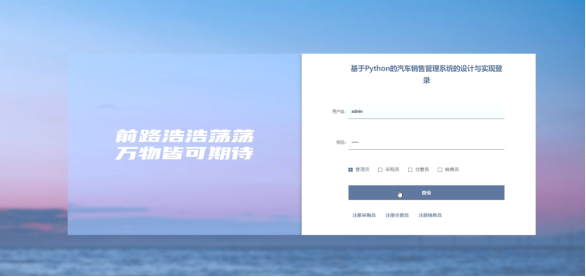 前路浩浩荡荡
万物皆可期待
基于Python的汽车销售管理系统的设计与实现登
录
用户名：
admin
密码：
管理员
采购员
仓管员
销售员
登录
注册采购员
注册仓管员
注册销售员